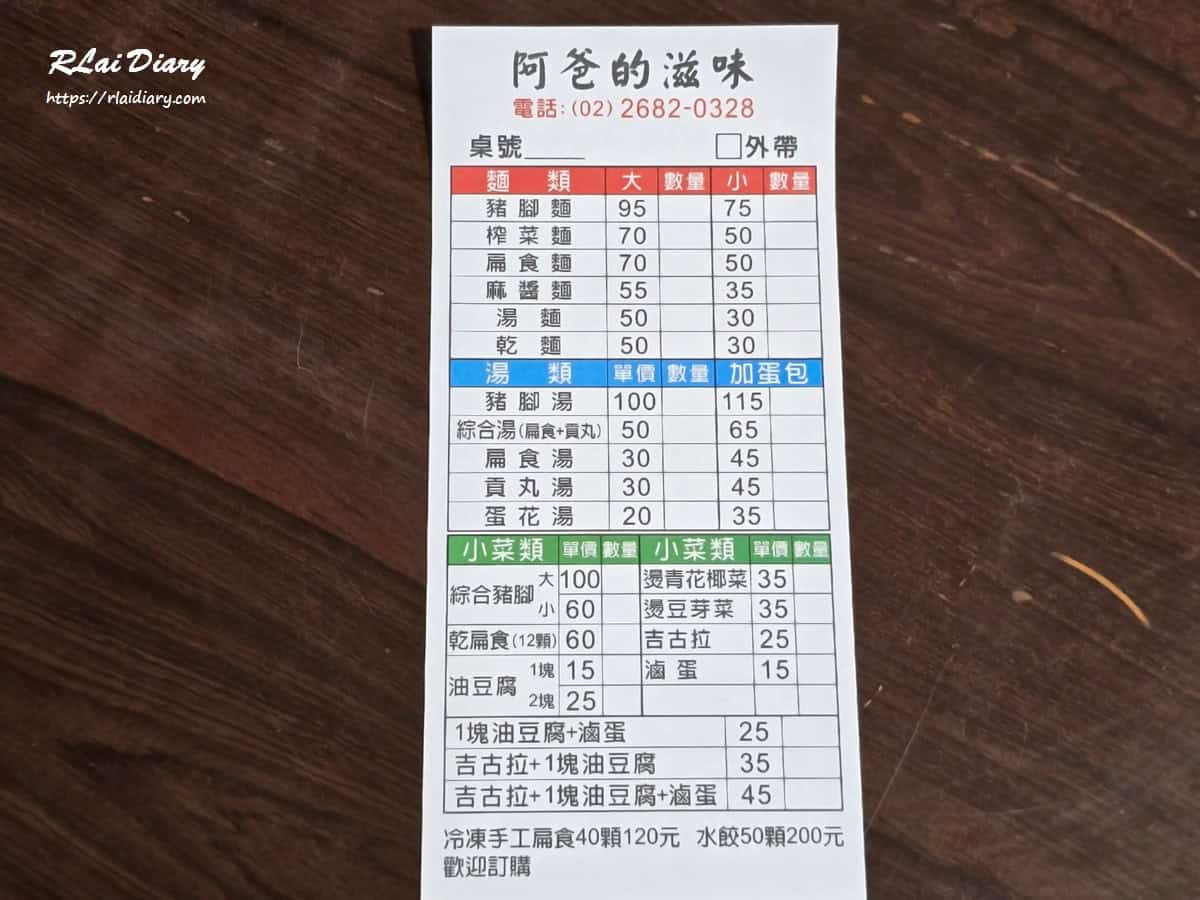 RLai Diary
https://rlaidiary.com
阿爸的滋味
電話:(02) 2682-0328
桌號____ □外帶
麵類 大 數量 小 數量
豬腳麵 95 75
榨菜麵 70 50
扁食麵 70 50
麻醬麵 55 35
湯麵 50 30
乾麵 50 30
湯類 單價 數量 加蛋包
豬腳湯 100 115
綜合湯(扁食+貢丸) 50 65
扁食湯 30 45
貢丸湯 30 45
蛋花湯 20 35
小菜類 單價 數量 小菜類 單價 數量
綜合豬腳 大 100 燙青花椰菜 35
小 60 燙豆芽菜 35
乾扁食(12顆) 60 吉古拉 25
油豆腐 1塊 15 滷蛋 15
2塊 25
1塊油豆腐+滷蛋 25
吉古拉+1塊油豆腐 35
吉古拉+1塊油豆腐+滷蛋 45
冷凍手工扁食40顆120元 水餃50顆200元
歡迎訂購